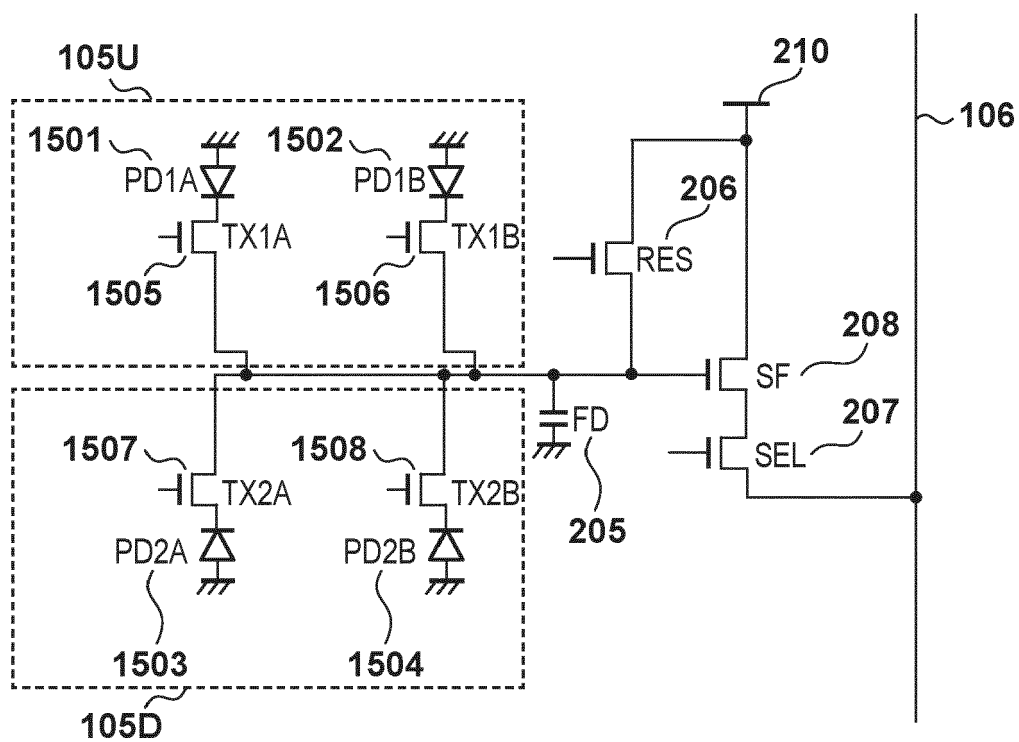 105U
210
1501
1502
106
PD1A
PD1B
206
TX1A
TX1B
RES
1505
1506
208
SF
FD
207
1507
1508
SEL
TX2A
TX2B
205
PD2A
PD2B
1503
1504
105D